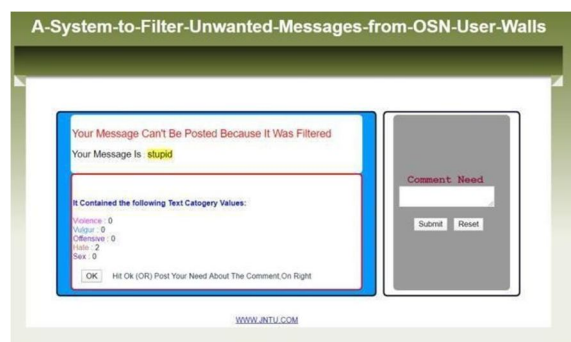 A-System-to-Filter-Unwanted-Messages-from-OSN-User-Walls
Your Message Can't Be Posted Because It Was Filtered
Your Message Is stupid
It Contained the following Text Catogery Values:
Violence : 0
Vulgur : 0
Offensive : 0
Hate : 2
Sex : 0
OK Hit Ok (OR) Post Your Need About The Comment,On Right
Comment Need
Submit Reset
WWW.JNTU.COM